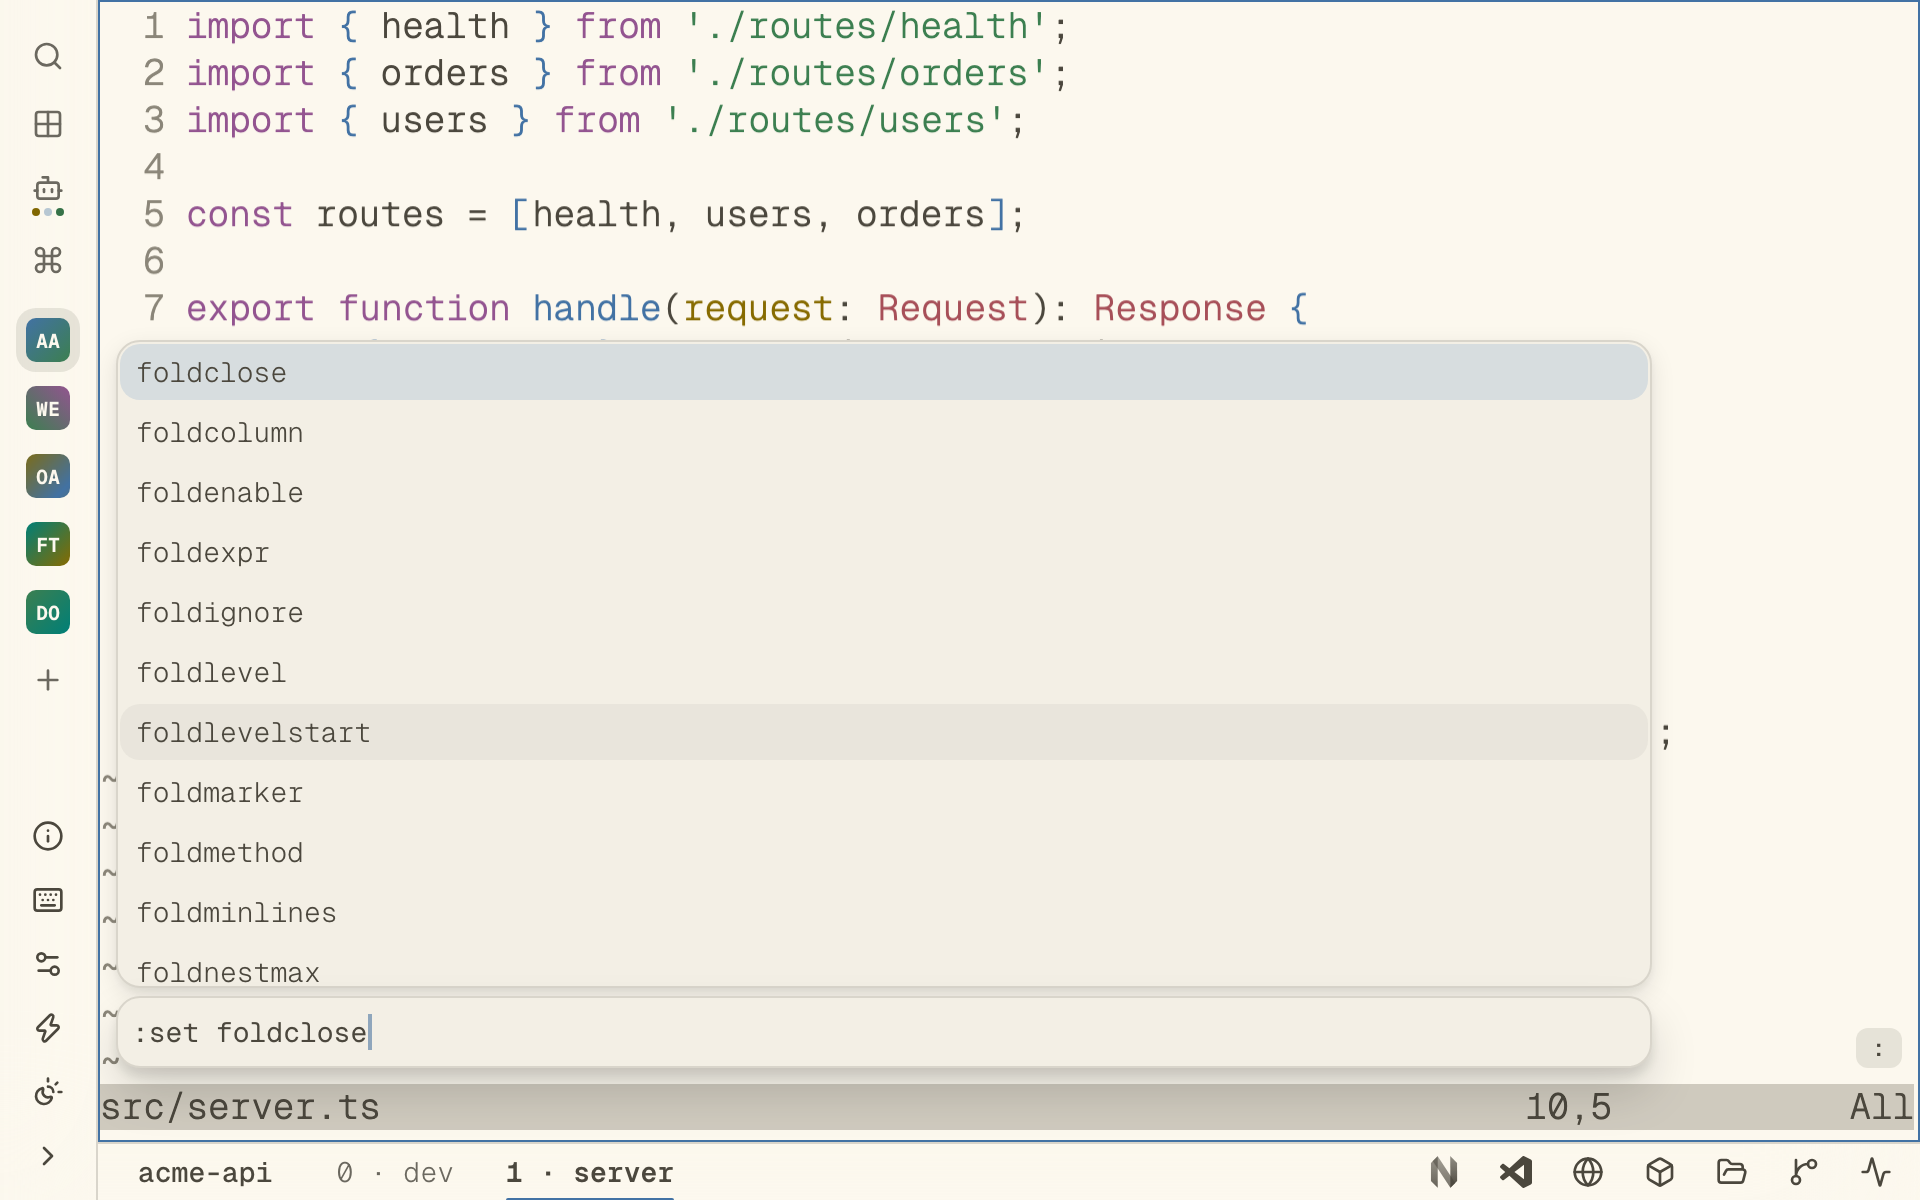 1 import { health } from './routes/health';
2 import { orders } from './routes/orders';
3 import { users } from './routes/users';
4
5 const routes = [health, users, orders];
6
7 export function handle(request: Request): Response {
AA
WE
OA
FT
DO
foldclose
foldcolumn
foldenable
foldexpr
foldignore
foldlevel
foldlevelstart
;
foldmarker
foldmethod
foldminlines
foldnestmax
~
~
~
~
~
~
~
:set foldclose
:
src/server.ts 10,5 All
acme-api 0 · dev 1 · server